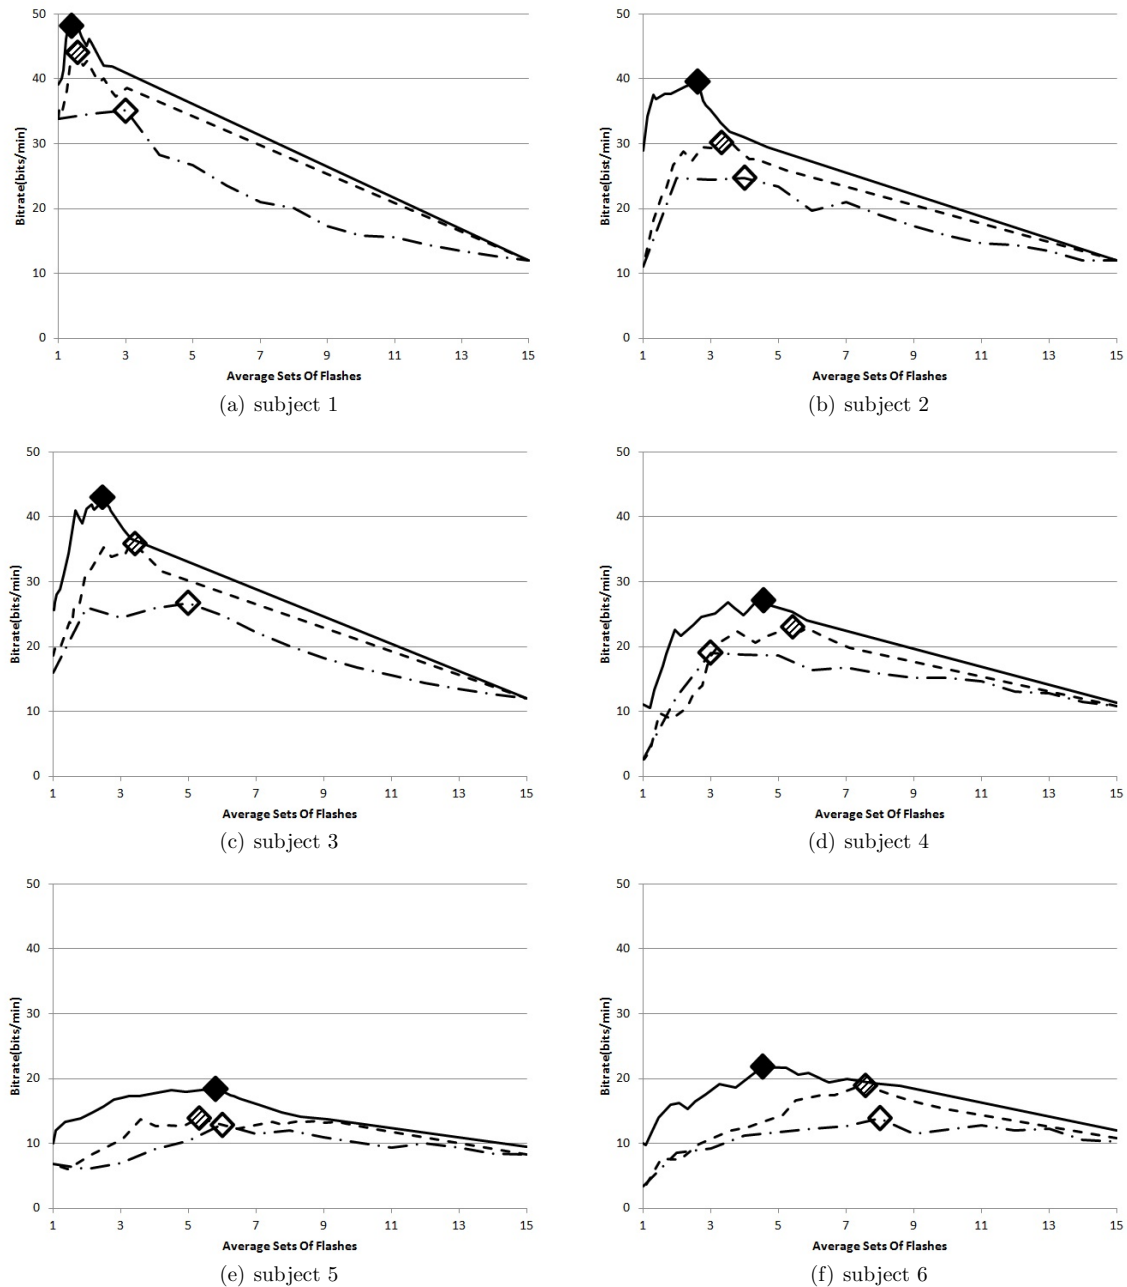 50
40
30
20
10
0
Bitrate(bits/min)
1 3 5 7 9 11 13 15
Average Sets Of Flashes
(a) subject 1
50
40
30
20
10
0
Bitrate(bist/min)
1 3 5 7 9 11 13 15
Average Sets Of Flashes
(b) subject 2
50
40
30
20
10
0
Bitrate(bits/min)
1 3 5 7 9 11 13 15
Average Sets Of Flashes
(c) subject 3
50
40
30
20
10
0
Bitrate(bits/min)
1 3 5 7 9 11 13 15
Average Set Of Flashes
(d) subject 4
50
40
30
20
10
0
Bitrate(bits/min)
1 3 5 7 9 11 13 15
Average Sets Of Flashes
(e) subject 5
50
40
30
20
10
0
Bitrate(bits/min)
1 3 5 7 9 11 13 15
Average Sets Of Flashes
(f) subject 6